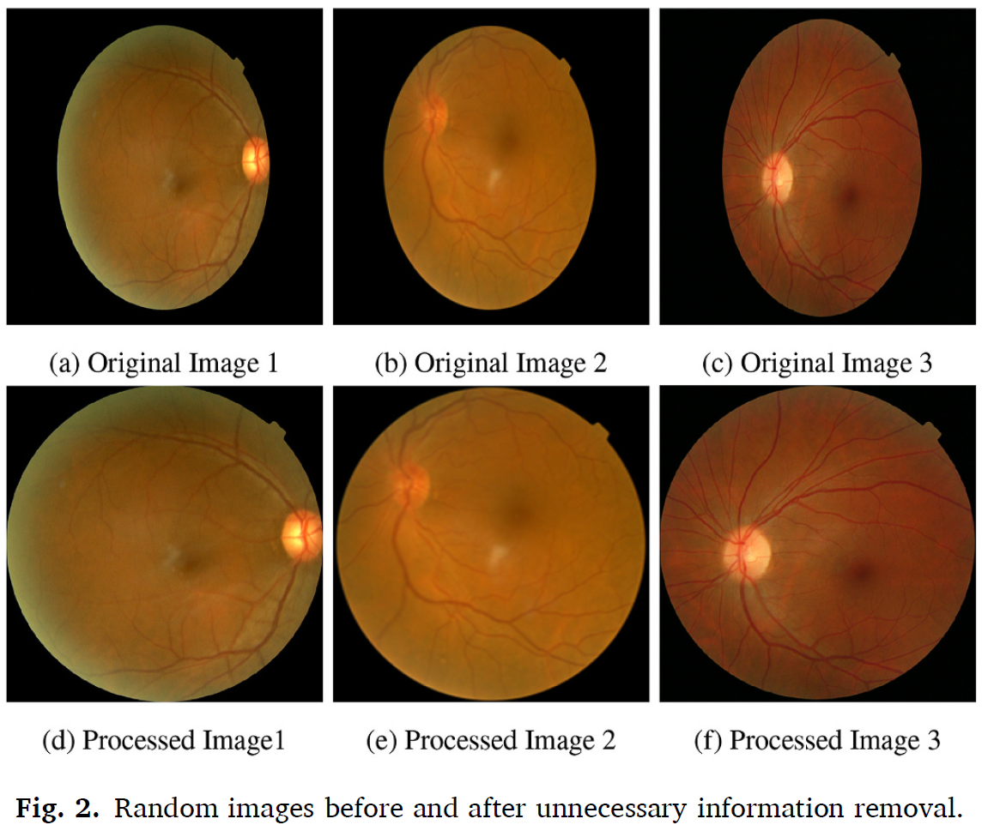 (a) Original Image 1
(b) Original Image 2
(c) Original Image 3
(d) Processed Image1
(e) Processed Image 2
(f) Processed Image 3
Fig. 2. Random images before and after unnecessary information removal.